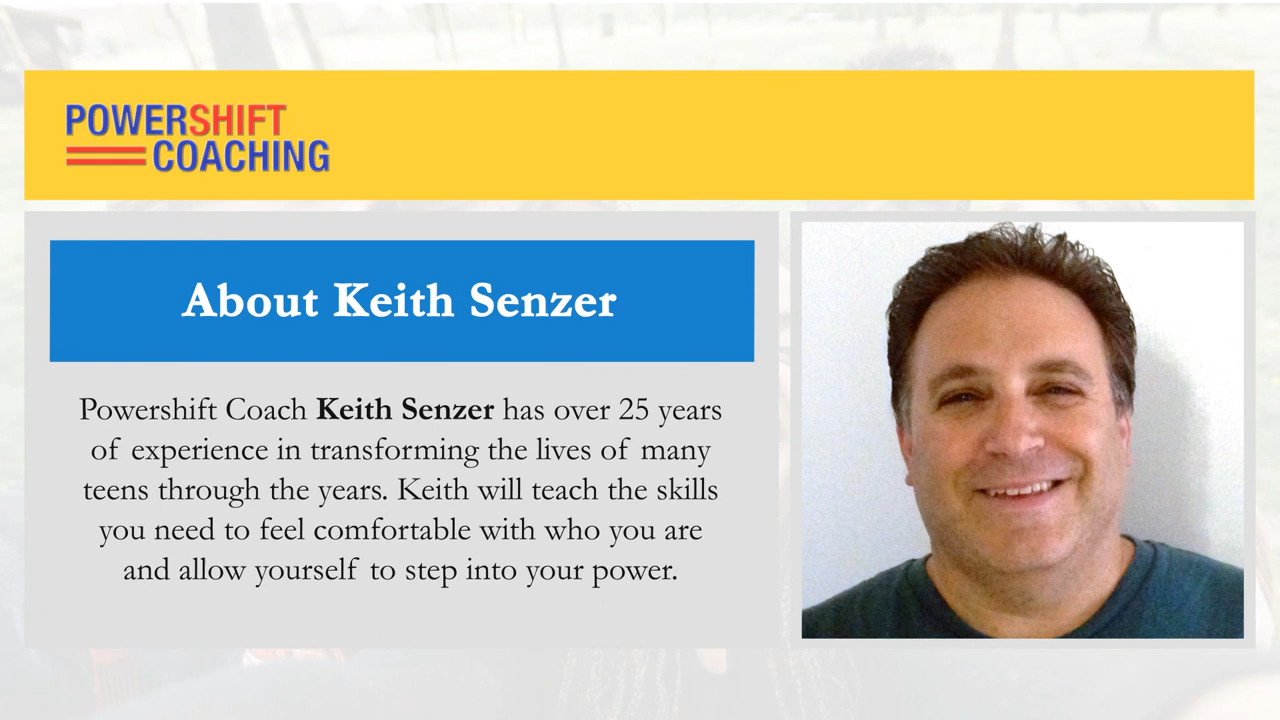 POWERSHIFT
COACHING
About Keith Senzer
Powershift Coach Keith Senzer has over 25 years
of experience in transforming the lives of many
teens through the years. Keith will teach the skills
you need to feel comfortable with who you are
and allow yourself to step into your power.